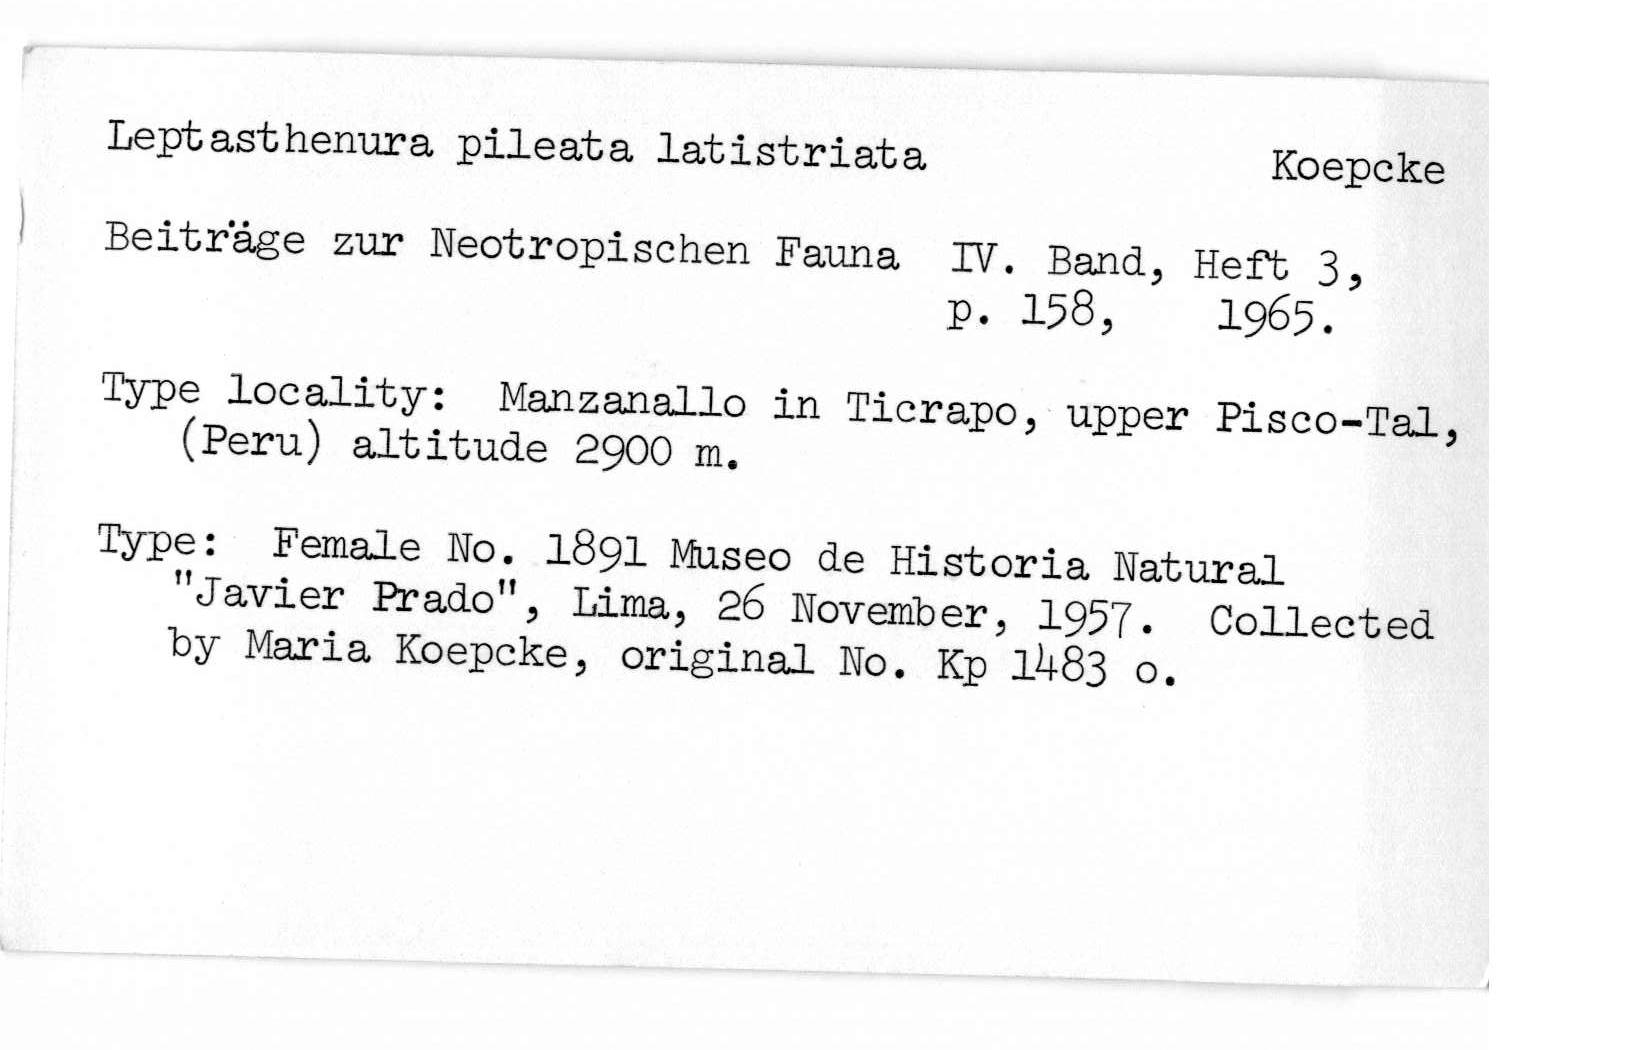 Leptasthenura pileata latistriata Koepcke
Beiträge zur Neotropischen Fauna IV. Band, Heft 3,
p. 158, 1965.
Type locality: Manzanallo in Ticrapo, upper Pisco-Tal,
(Peru) altitude 2900 m.
Type: Female No. 1891 Museo de Historia Natural
"Javier Prado", Lima, 26 November, 1957. Collected
by Maria Koepcke, original No. Kp 1483 o.